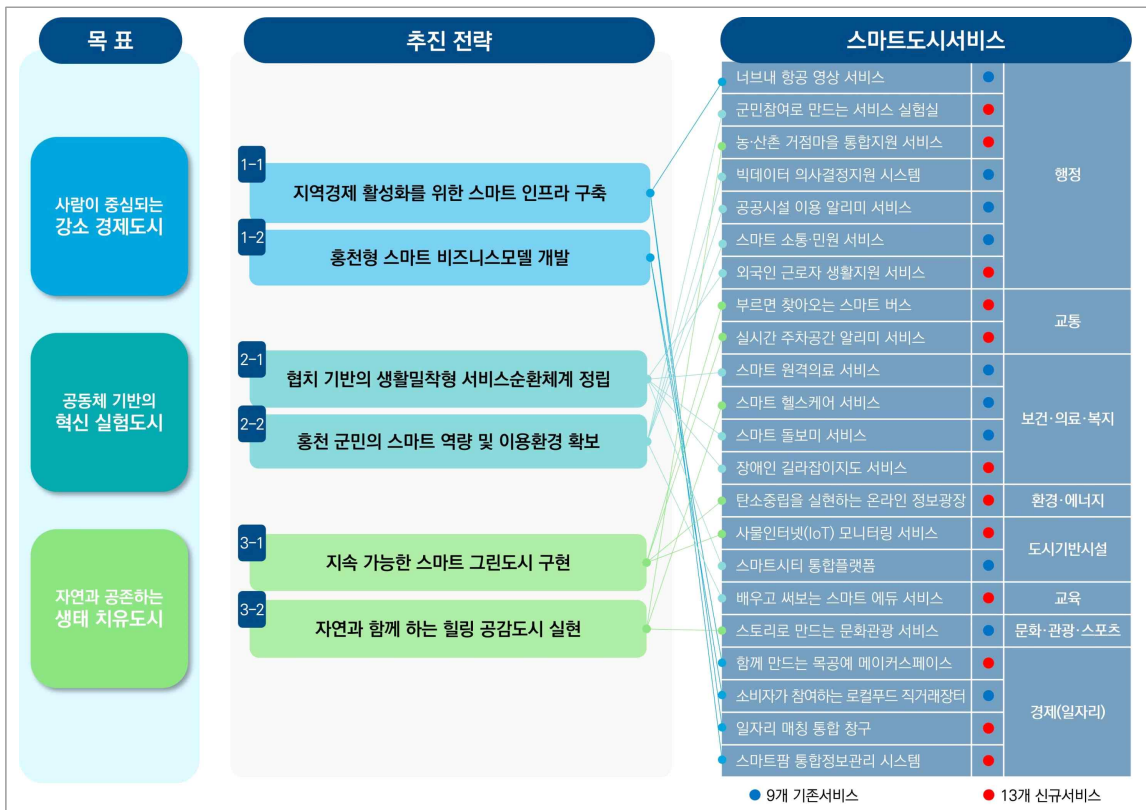 목 표
추진 전략
스마트도시서비스
사람이 중심되는
강소 경제도시
공동체 기반의
혁신 실험도시
자연과 공존하는
생태 치유도시
1-1
지역경제 활성화를 위한 스마트 인프라 구축
1-2
홍천형 스마트 비즈니스모델 개발
2-1
협치 기반의 생활밀착형 서비스순환체계 정립
2-2
홍천 군민의 스마트 역량 및 이용환경 확보
3-1
지속 가능한 스마트 그린도시 구현
3-2
자연과 함께 하는 힐링 공감도시 실현
너브내 항공 영상 서비스
군민참여로 만드는 서비스 실험실
농·산촌 거점마을 통합지원 서비스
빅데이터 의사결정지원 시스템
공공시설 이용 알리미 서비스
스마트 소통·민원 서비스
외국인 근로자 생활지원 서비스
행정
부르면 찾아오는 스마트 버스
실시간 주차공간 알리미 서비스
교통
스마트 원격의료 서비스
스마트 헬스케어 서비스
스마트 돌보미 서비스
장애인 길라잡이지도 서비스
보건·의료·복지
탄소중립을 실현하는 온라인 정보광장
환경·에너지
사물인터넷(IoT) 모니터링 서비스
스마트시티 통합플랫폼
도시기반시설
배우고 써보는 스마트 에듀 서비스
교육
스토리로 만드는 문화관광 서비스
문화·관광·스포츠
함께 만드는 목공예 메이커스페이스
소비자가 참여하는 로컬푸드 직거래장터
일자리 매칭 통합 창구
스마트팜 통합정보관리 시스템
경제(일자리)
9개 기존서비스
13개 신규서비스